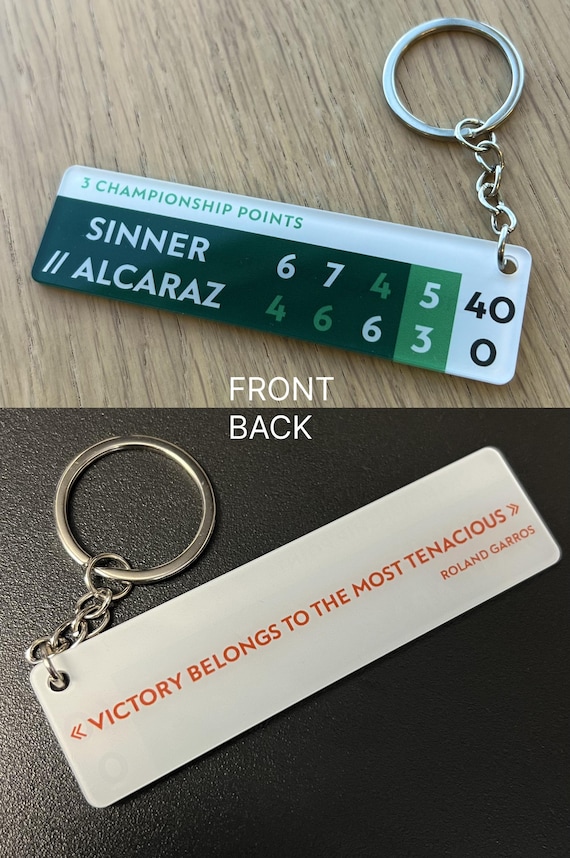 3 CHAMPIONSHIP POINTS
SINNER 6 7 4 5 40
// ALCARAZ 4 6 6 3 0
FRONT
BACK
« VICTORY BELONGS TO THE MOST TENACIOUS »
ROLAND GARROS